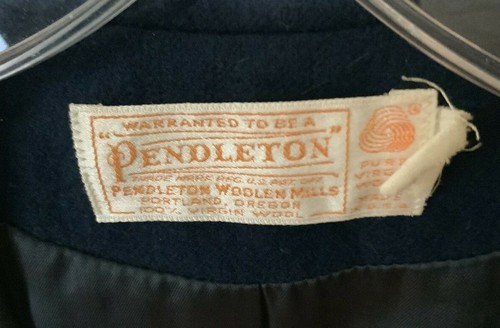 WARRANTED TO BE A
"PENDLETON"
TRADE MARK REG. U.S. PAT. OFF.
PENDLETON WOOLEN MILLS
PORTLAND, OREGON
100% VIRGIN WOOL
®
PURE
VIRGIN
WOOL